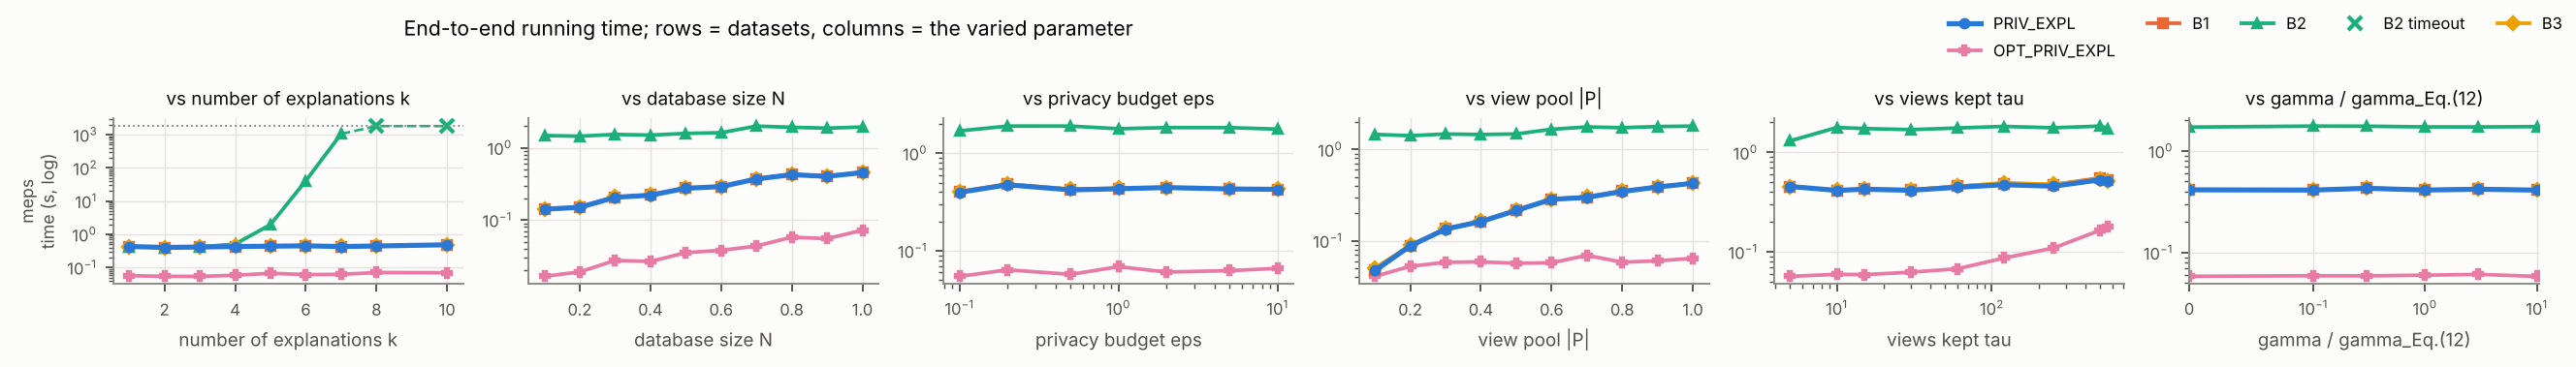 End-to-end running time; rows = datasets, columns = the varied parameter
PRIV_EXPL
B1
B2
B2 timeout
B3
OPT_PRIV_EXPL
vs number of explanations k
vs database size N
vs privacy budget eps
vs view pool |P|
vs views kept tau
vs gamma / gamma_Eq.(12)
meps
time (s, log)
10³
10²
10¹
10⁰
10⁻¹
2 4 6 8 10
number of explanations k
10⁰
10⁻¹
0.2 0.4 0.6 0.8 1.0
database size N
10⁰
10⁻¹
10⁻¹ 10⁰ 10¹
privacy budget eps
10⁰
10⁻¹
0.2 0.4 0.6 0.8 1.0
view pool |P|
10⁰
10⁻¹
10¹ 10²
views kept tau
10⁰
10⁻¹
0 10⁻¹ 10⁰ 10¹
gamma / gamma_Eq.(12)